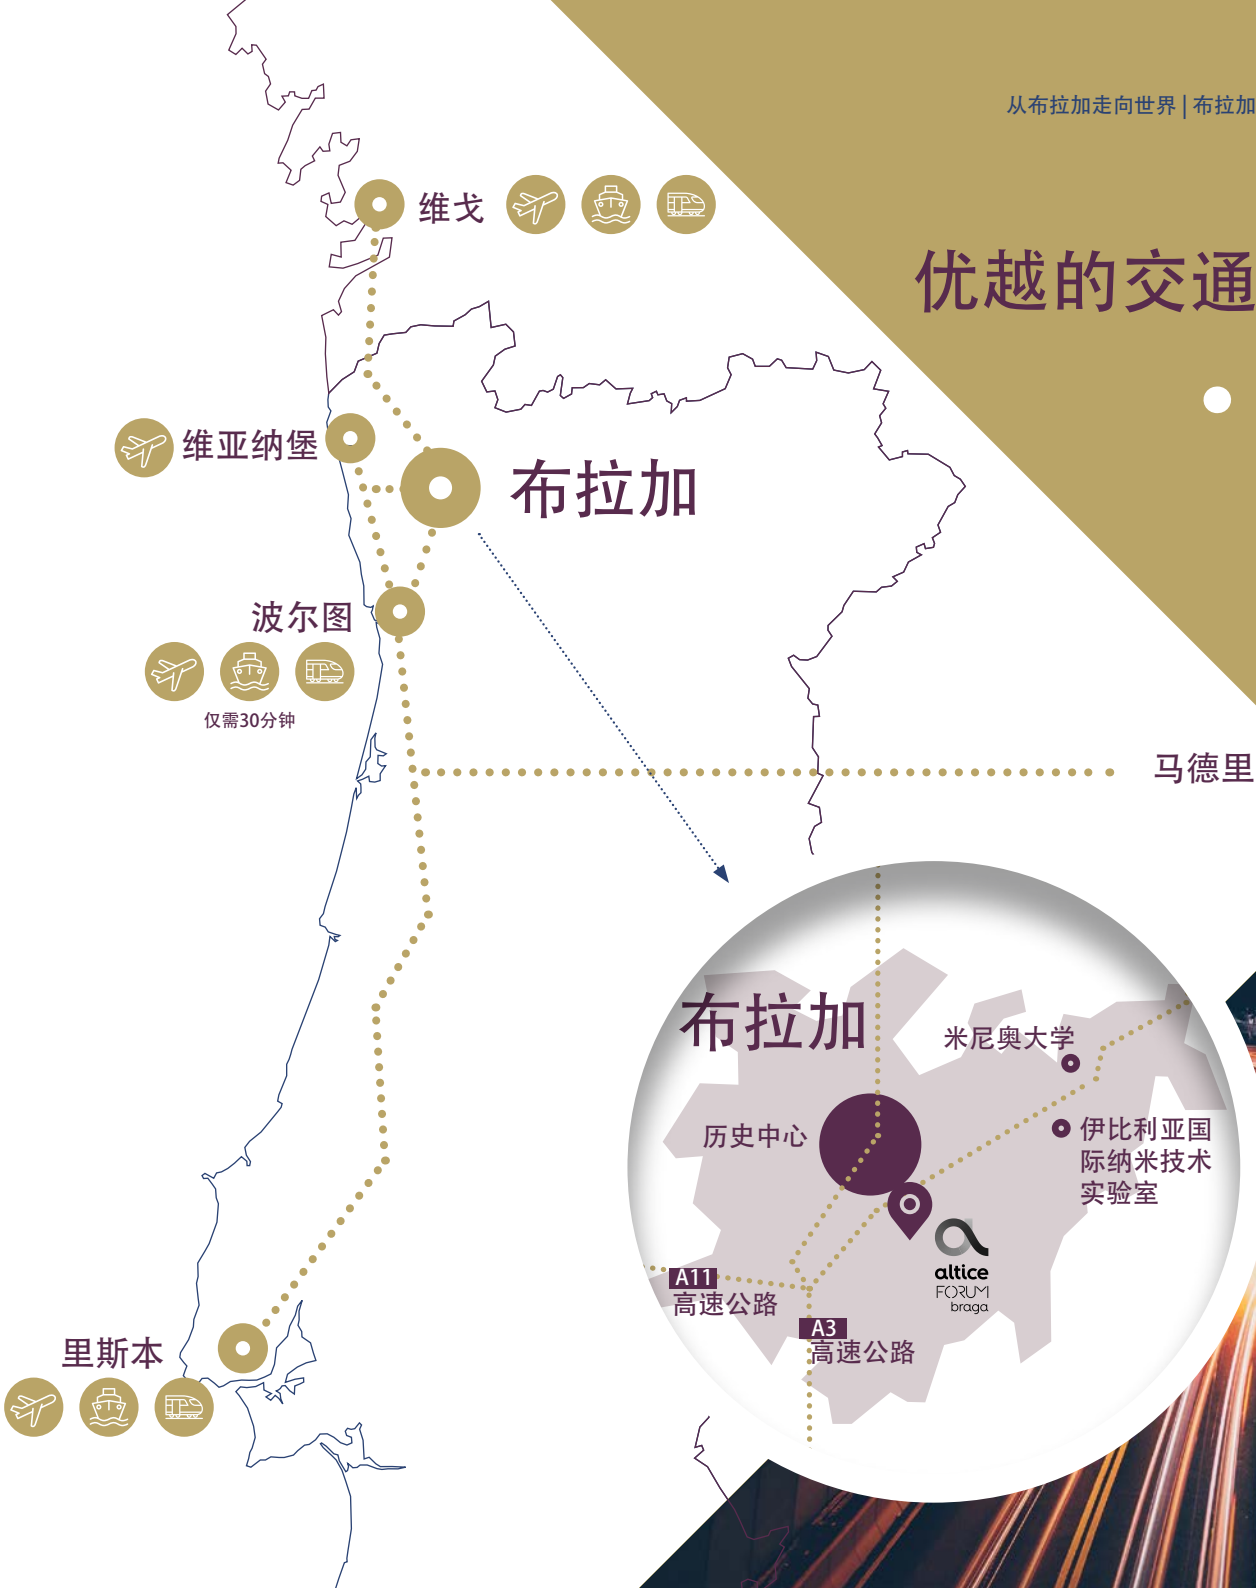 从布拉加走向世界 | 布拉加
优越的交通
维戈
维亚纳堡
布拉加
波尔图
仅需30分钟
马德里
布拉加
米尼奥大学
历史中心
伊比利亚国
际纳米技术
实验室
altice
FORUM
braga
A11
高速公路
A3
高速公路
里斯本